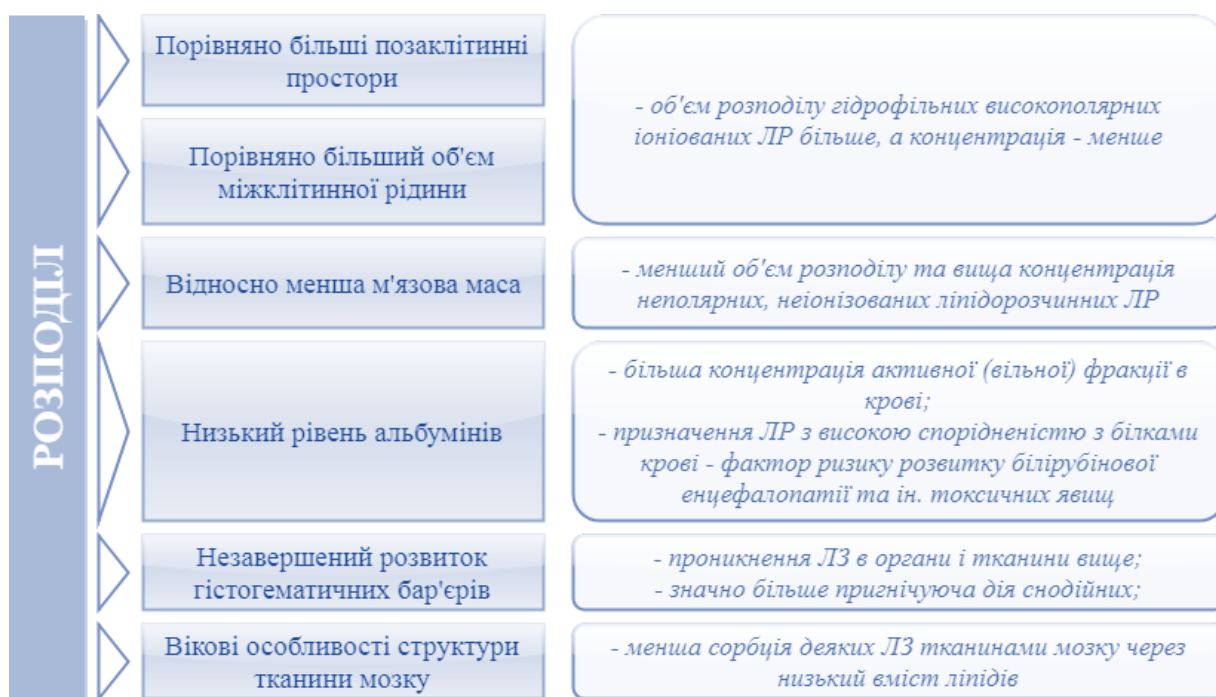 РОЗПОДІЛ
Порівняно більші позаклітинні
простори
Порівняно більший об'єм
міжклітинної рідини
- об'єм розподілу гідрофільних високополярних
іоніованих ЛР більше, а концентрація - менше
Відносно менша м'язова маса
- менший об'єм розподілу та вища концентрація
неполярних, неіонізованих ліпідорозчинних ЛР
Низький рівень альбумінів
- більша концентрація активної (вільної) фракції в
крові;
- призначення ЛР з високою спорідненістю з білками
крові - фактор ризику розвитку білірубінової
енцефалопатії та ін. токсичних явищ
Незавершений розвиток
гістогематичних бар'єрів
- проникнення ЛЗ в органи і тканини вище;
- значно більше пригнічуюча дія снодійних;
Вікові особливості структури
тканини мозку
- менша сорбція деяких ЛЗ тканинами мозку через
низький вміст ліпідів